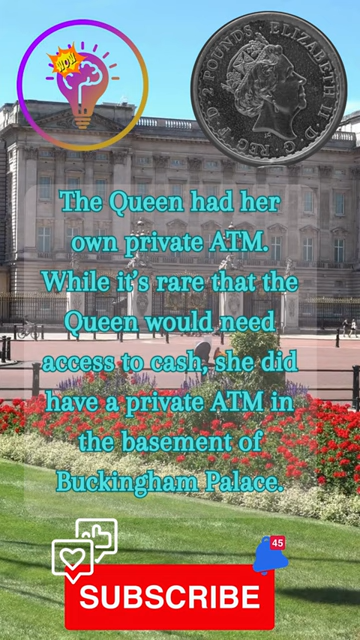 WOW
2 POUNDS ELIZABETH II D G REG F D
The Queen had her
own private ATM.
While it's rare that the
Queen would need
access to cash, she did
have a private ATM in
the basement of
Buckingham Palace.
45
SUBSCRIBE